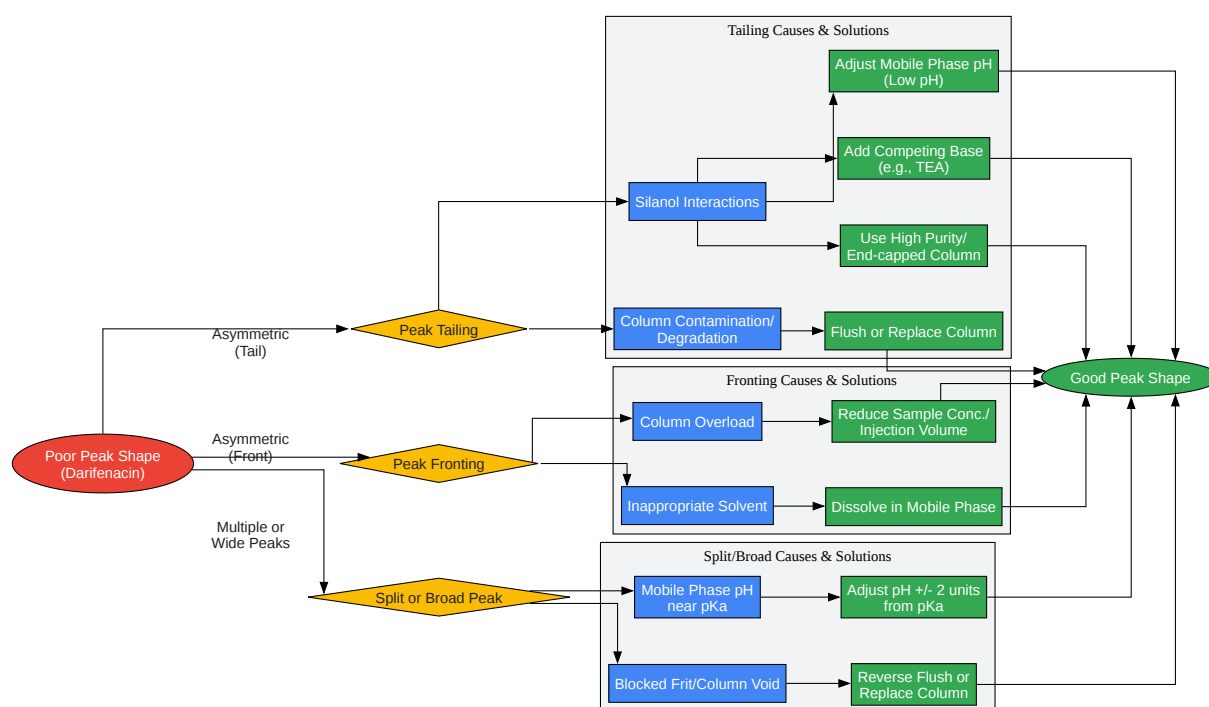 Tailing Causes & Solutions
Adjust Mobile Phase pH
(Low pH)
Add Competing Base
(e.g., TEA)
Silanol Interactions
Use High Purity/
End-capped Column
Column Contamination/
Degradation
Flush or Replace Column
Peak Tailing
Asymmetric
(Tail)
Good Peak Shape
Fronting Causes & Solutions
Column Overload
Reduce Sample Conc./
Injection Volume
Poor Peak Shape
(Darifenacin)
Asymmetric
(Front)
Peak Fronting
Inappropriate Solvent
Dissolve in Mobile Phase
Multiple or
Wide Peaks
Split/Broad Causes & Solutions
Split or Broad Peak
Mobile Phase pH
near pKa
Adjust pH +/- 2 units
from pKa
Blocked Frit/Column Void
Reverse Flush or
Replace Column